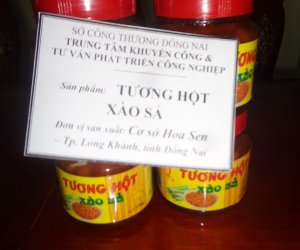 SỞ CÔNG THƯƠNG ĐỒNG NAI
TRUNG TÂM KHUYẾN CÔNG &
TƯ VẤN PHÁT TRIỂN CÔNG NGHIỆP
Sản phẩm: TƯƠNG HỘT
XÀO SẢ
Đơn vị sản xuất: Cơ sở Hoa Sen
– Tp. Long Khánh, tỉnh Đồng Nai
TƯƠNG HỘT
XÀO SẢ
TƯƠNG HỘT
XÀO SẢ